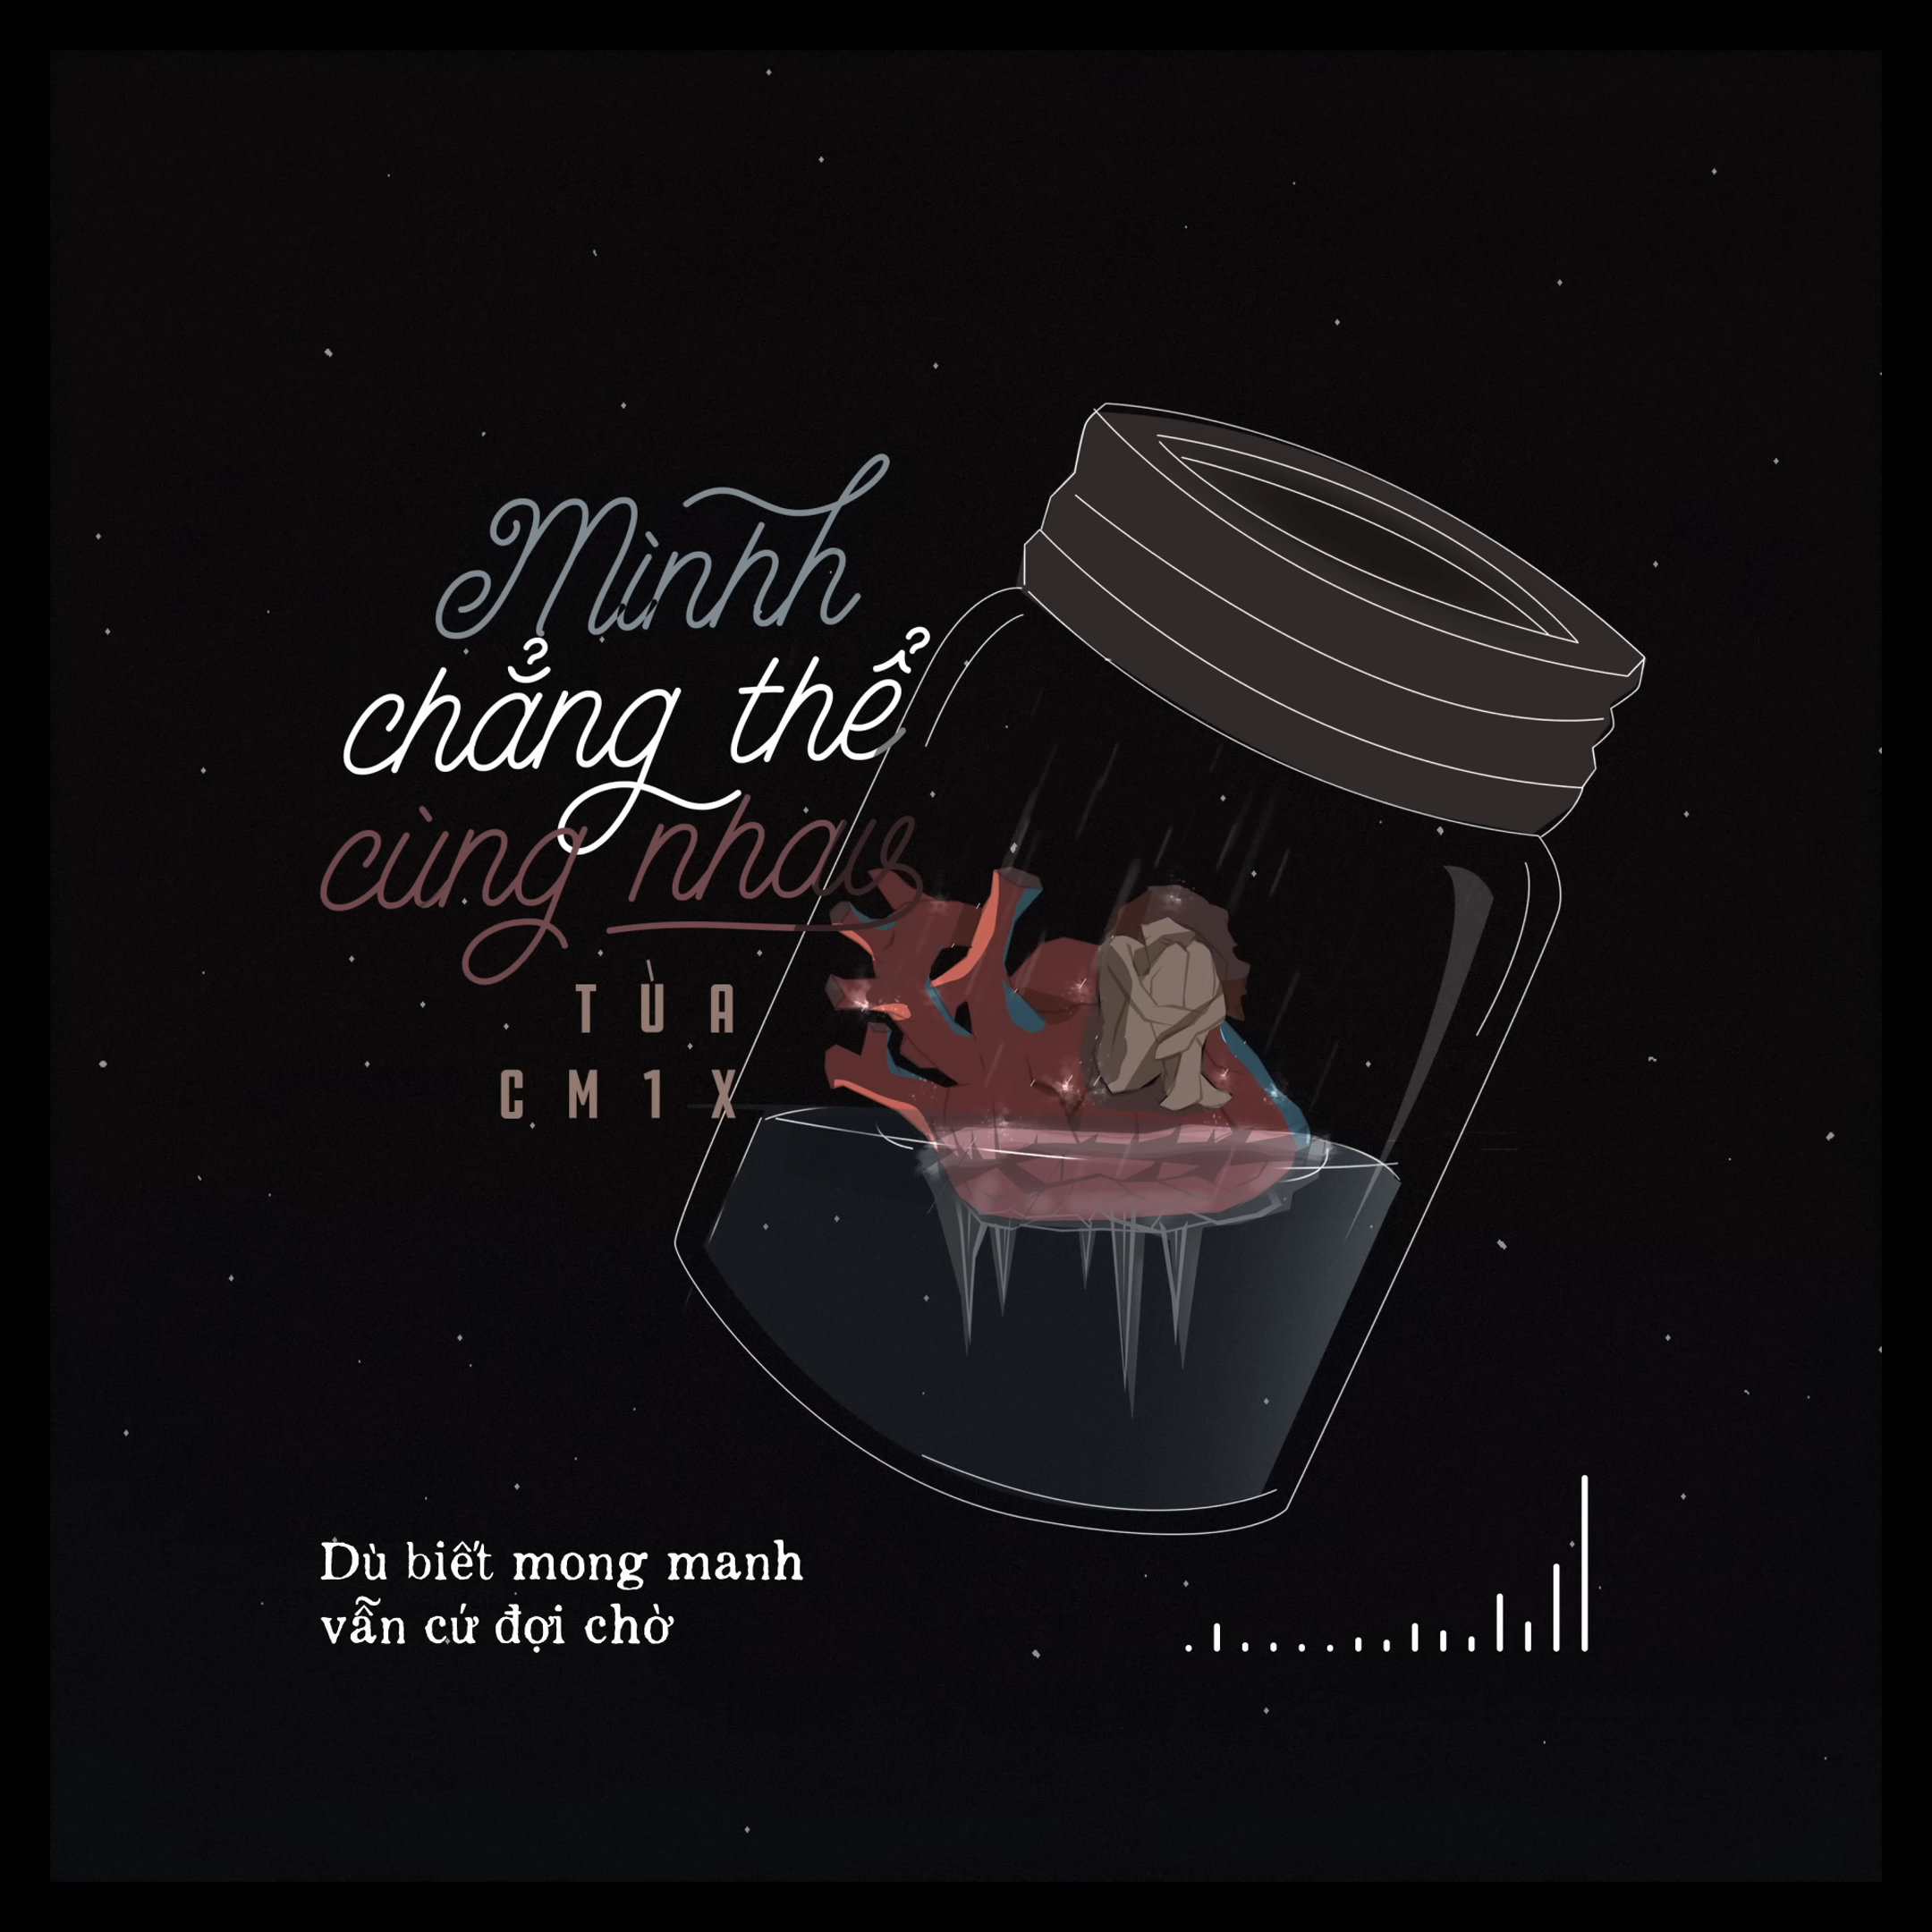 Mình
chẳng thể
cùng nhau
TÙA
CM1X
Dù biết mong manh
vẫn cứ đợi chờ